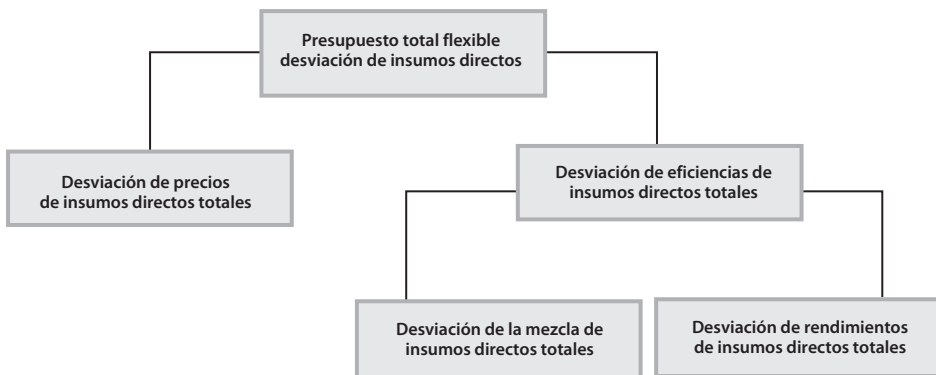 Presupuesto total flexible
desviación de insumos directos
Desviación de precios
de insumos directos totales
Desviación de eficiencias de
insumos directos totales
Desviación de la mezcla de
insumos directos totales
Desviación de rendimientos
de insumos directos totales